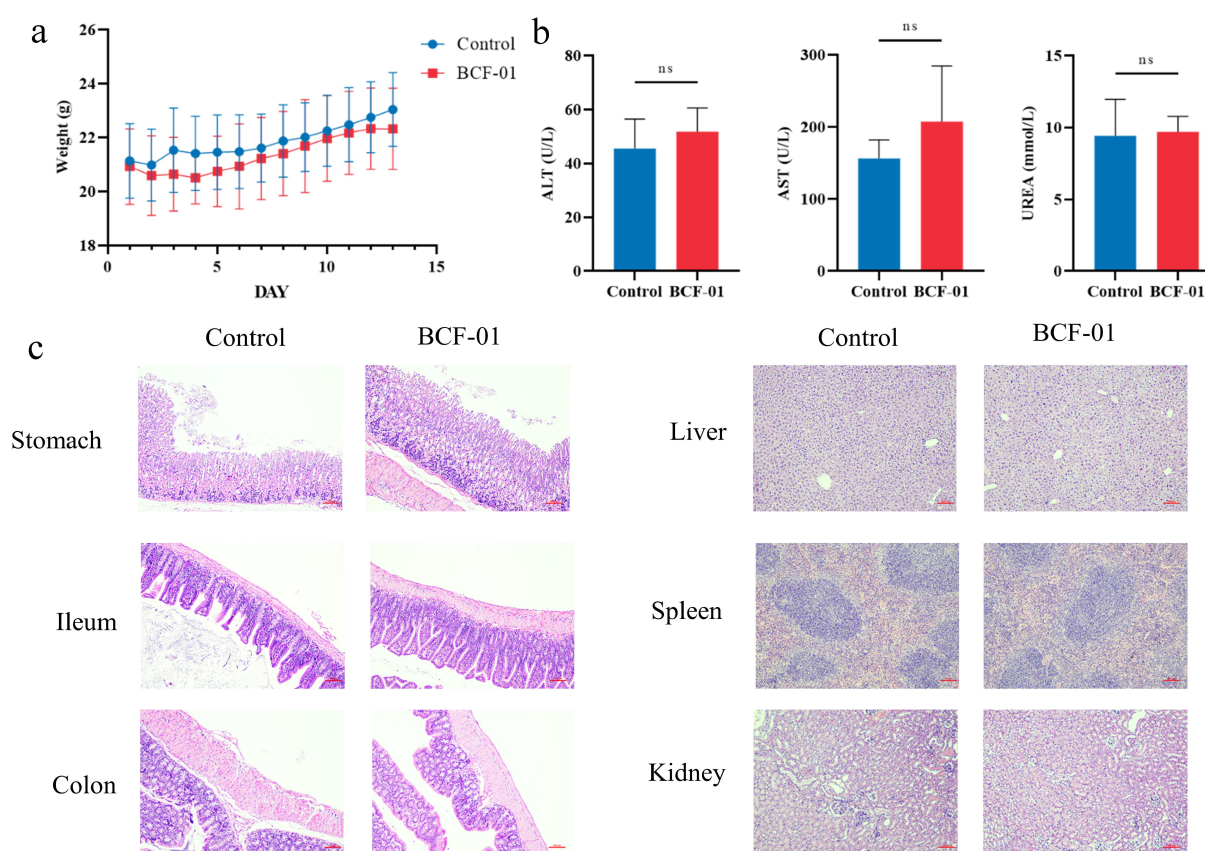 a
Weight (g)
26
24
22
20
18
0
5
10
15
DAY
Control
BCF-01
b
ALT (U/L)
80
60
40
20
0
ns
Control BCF-01
AST (U/L)
300
200
100
0
ns
Control BCF-01
UREA (mmol/L)
15
10
5
0
ns
Control BCF-01
c
Control
BCF-01
Stomach
Ileum
Colon
Control
BCF-01
Liver
Spleen
Kidney